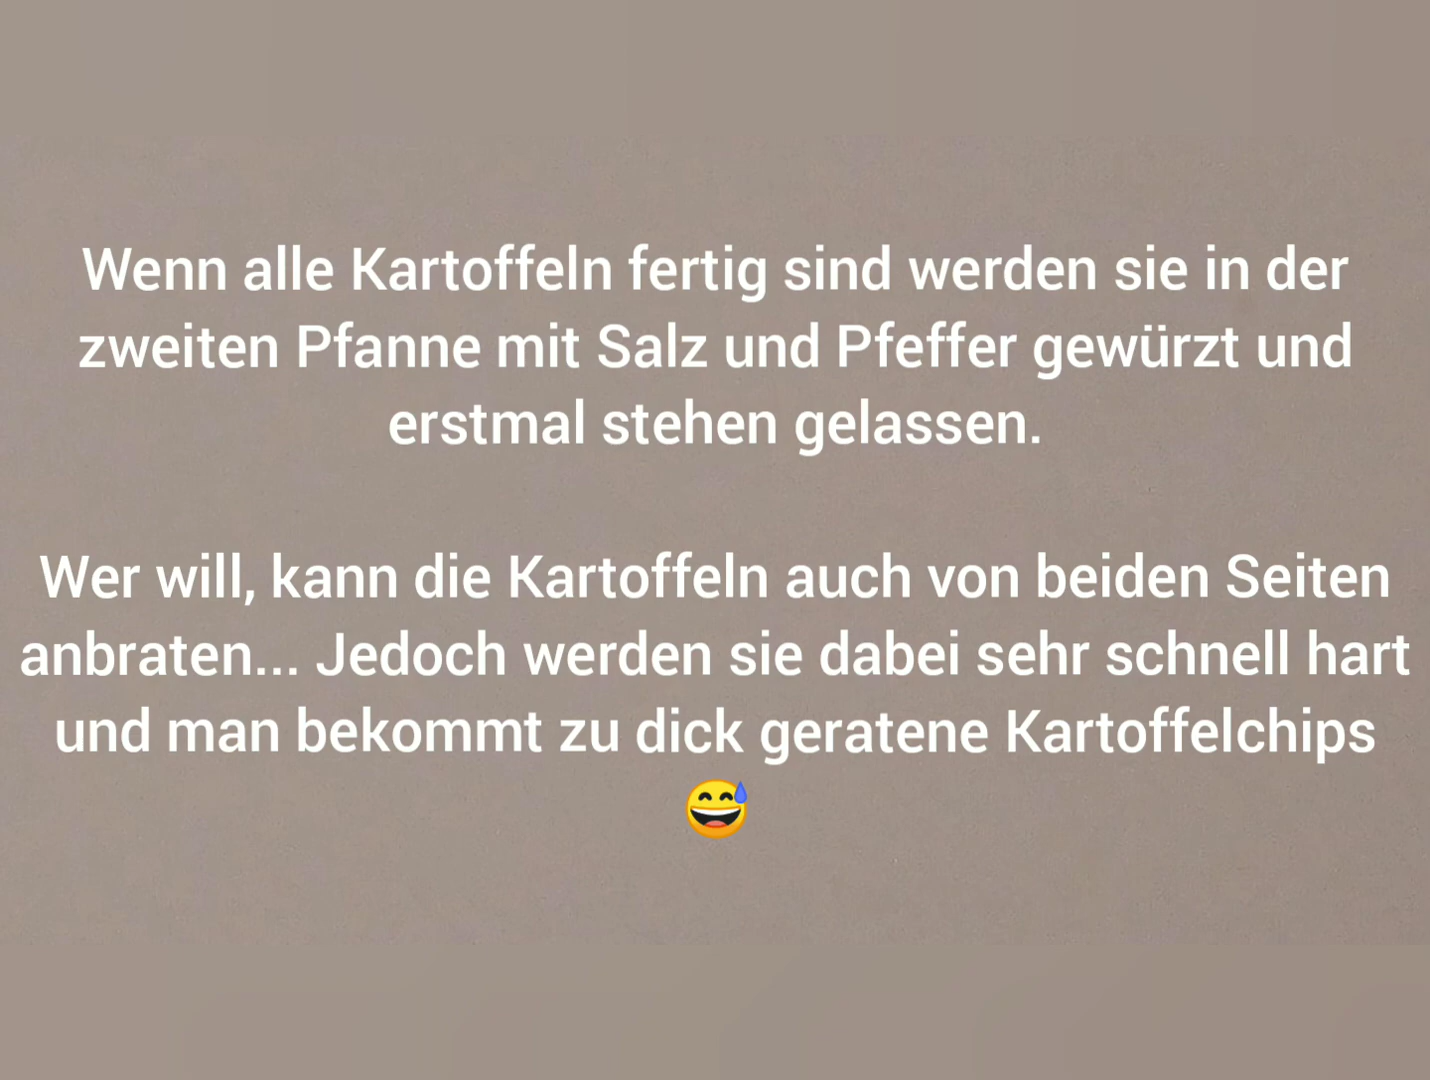 Wenn alle Kartoffeln fertig sind werden sie in der
zweiten Pfanne mit Salz und Pfeffer gewürzt und
erstmal stehen gelassen.
Wer will, kann die Kartoffeln auch von beiden Seiten
anbraten... Jedoch werden sie dabei sehr schnell hart
und man bekommt zu dick geratene Kartoffelchips
😅